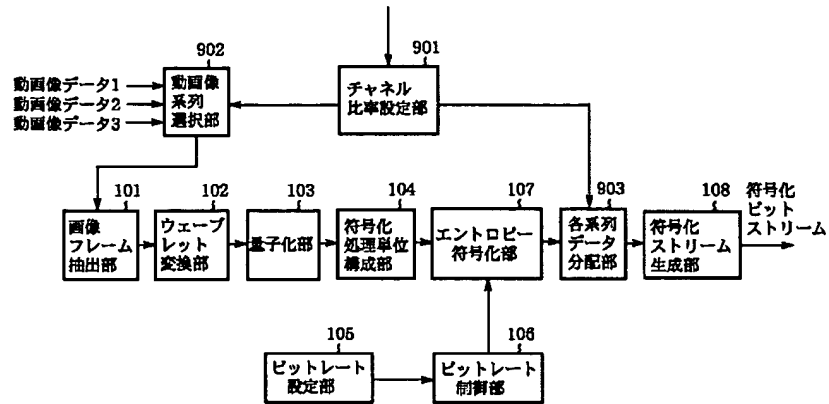 902
901
動画像データ1
動画像データ2
動画像データ3
動画像
系列
選択部
チャネル
比率設定部
101
102
103
104
107
903
108
画像
フレーム
抽出部
ウェーブ
レット
変換部
量子化部
符号化
処理単位
構成部
エントロピー
符号化部
各系列
データ
分配部
符号化
ストリーム
生成部
符号化
ビット
ストリーム
105
106
ビットレート
設定部
ビットレート
制御部